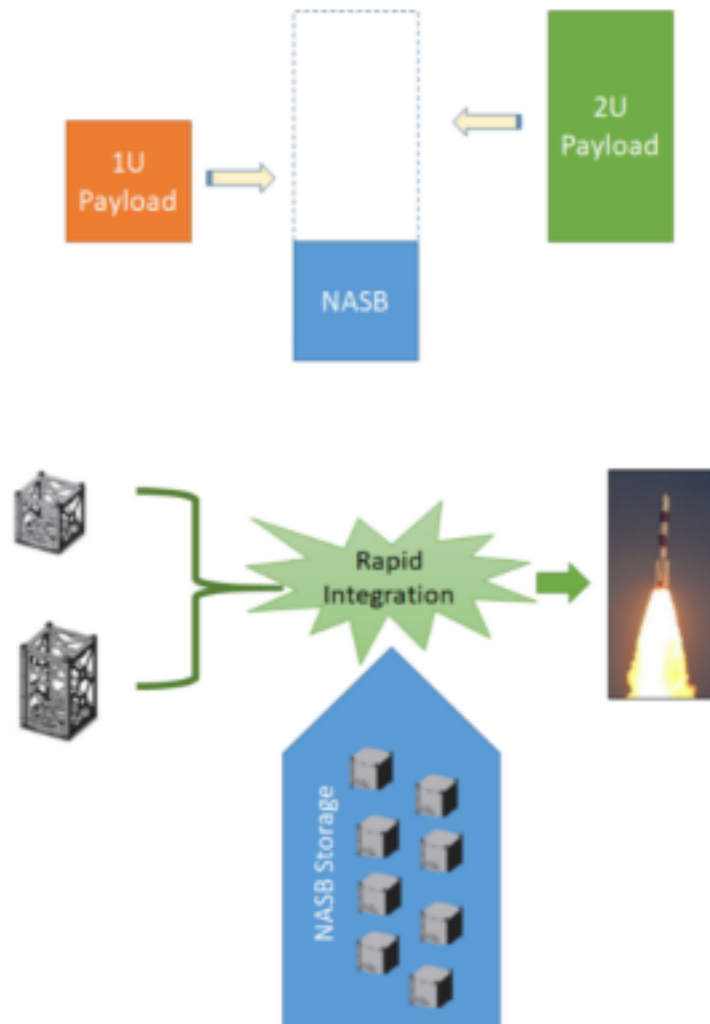 1U
Payload
2U
Payload
NASB
Rapid
Integration
NASB Storage